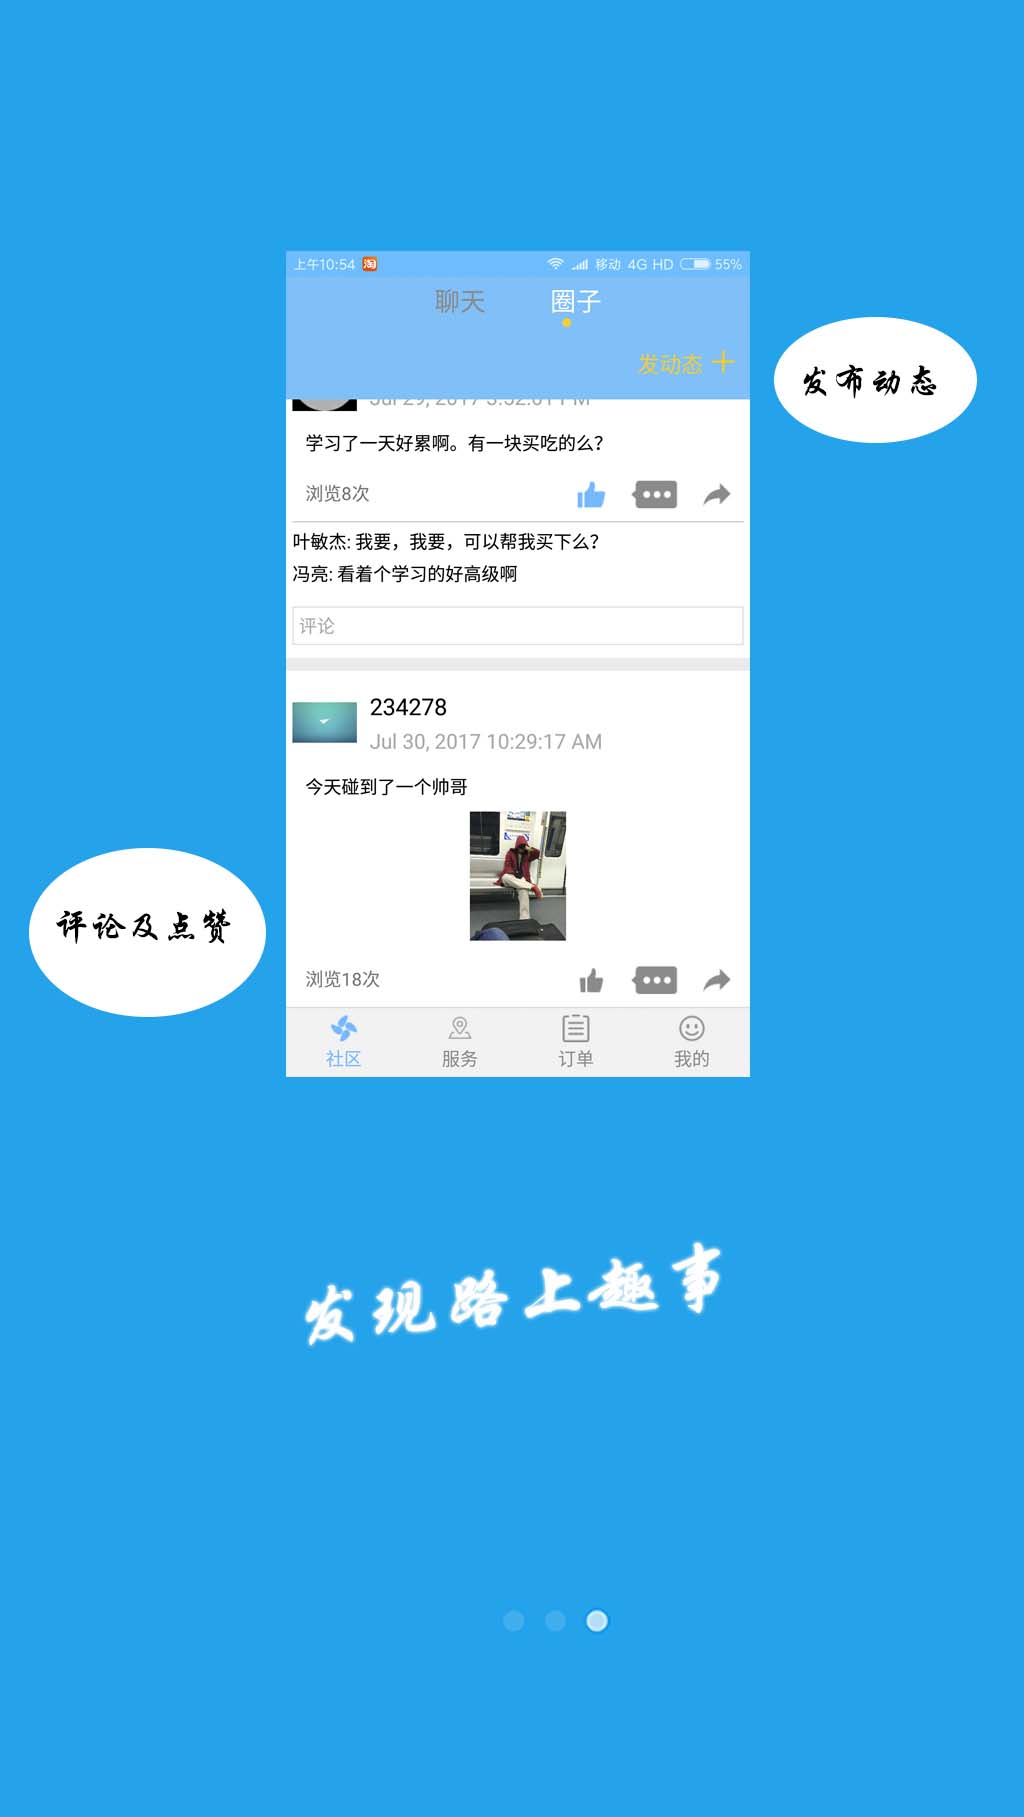 上午10:54 淘 移动 4G HD 55%
聊天 圈子
发动态
发布动态
学习了一天好累啊。有一块买吃的么?
浏览8次
叶敏杰: 我要，我要，可以帮我买下么?
冯亮: 看着个学习的好高级啊
评论
234278
Jul 30, 2017 10:29:17 AM
今天碰到了一个帅哥
评论及点赞
浏览18次
社区 服务 订单 我的
发现路上趣事